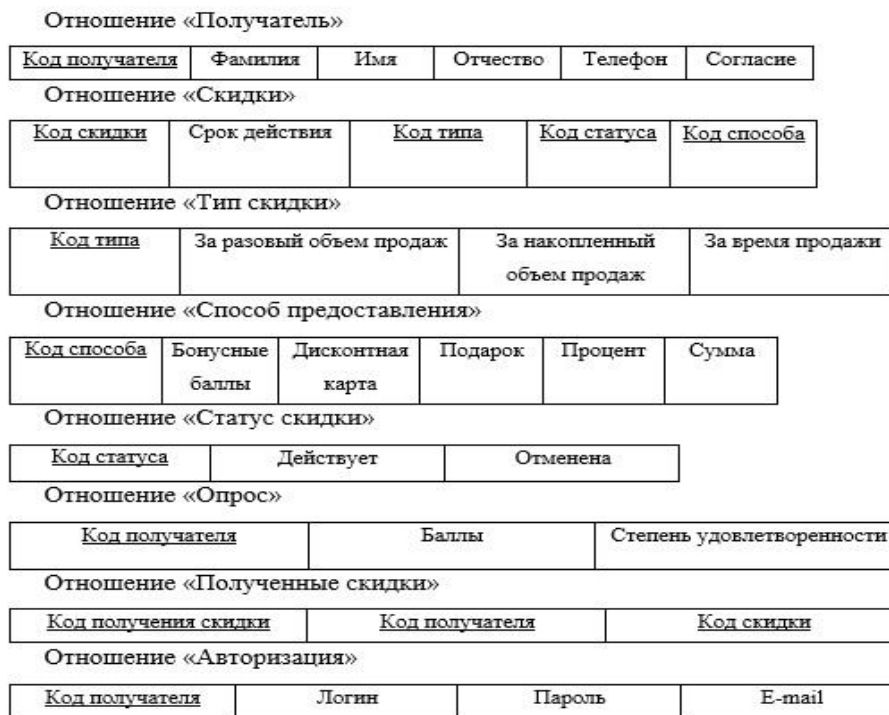 Отношение «Получатель»
Код получателя Фамилия Имя Отчество Телефон Согласие
Отношение «Скидки»
Код скидки Срок действия Код типа Код статуса Код способа
Отношение «Тип скидки»
Код типа За разовый объем продаж За накопленный объем продаж За время продажи
Отношение «Способ предоставления»
Код способа Бонусные баллы Дисконтная карта Подарок Процент Сумма
Отношение «Статус скидки»
Код статуса Действует Отменена
Отношение «Опрос»
Код получателя Баллы Степень удовлетворенности
Отношение «Полученные скидки»
Код получения скидки Код получателя Код скидки
Отношение «Авторизация»
Код получателя Логин Пароль E-mail